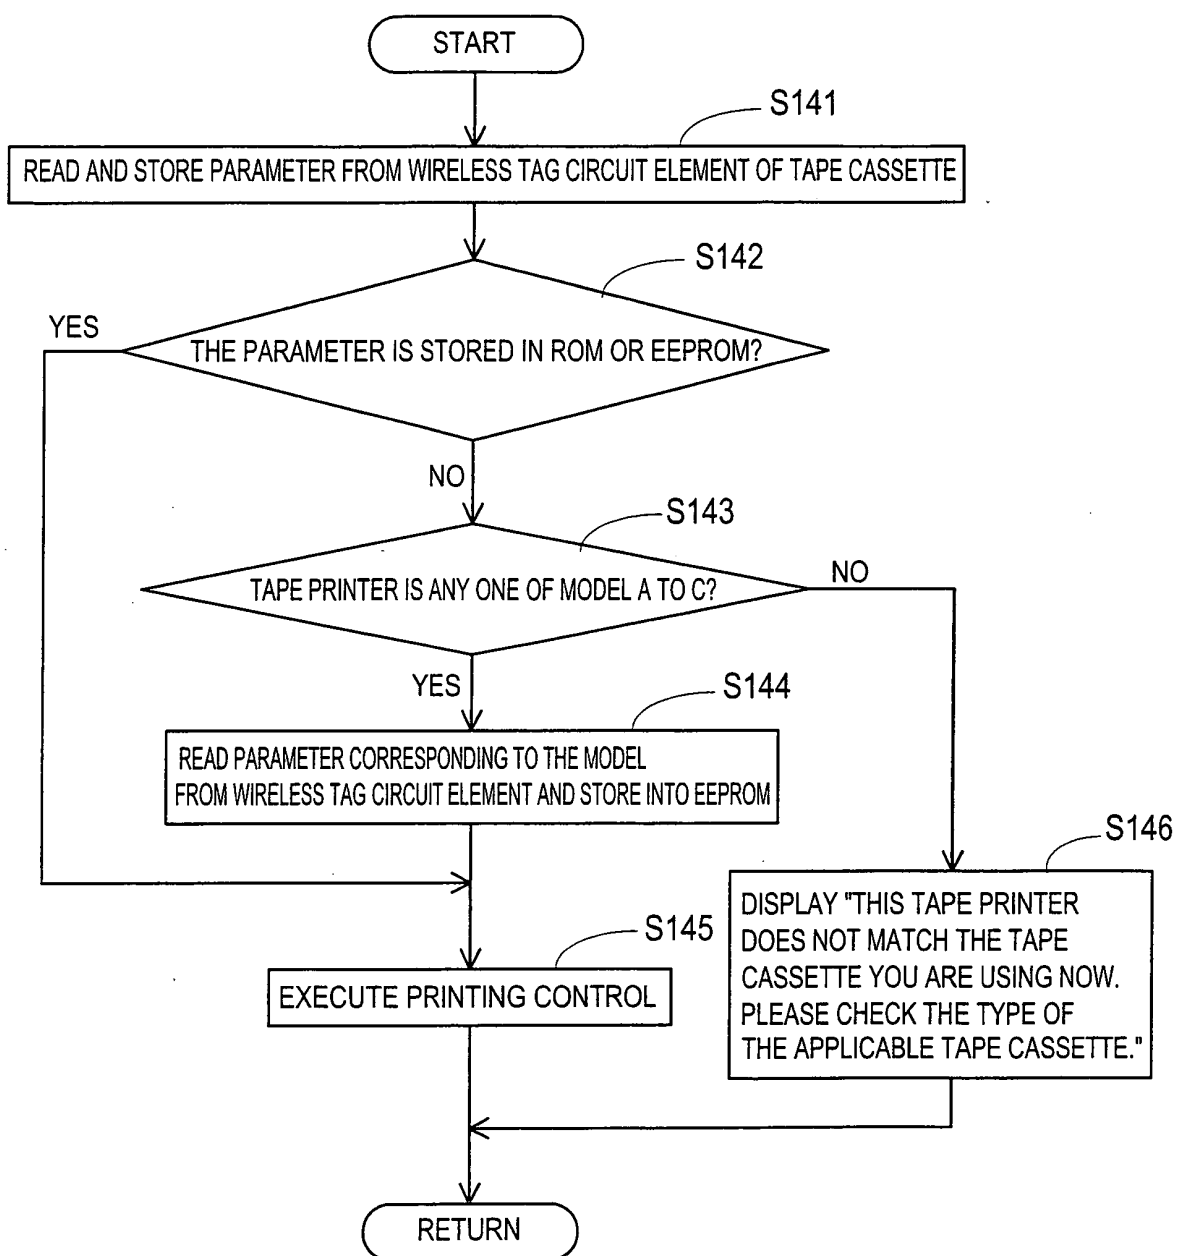 START
S141
READ AND STORE PARAMETER FROM WIRELESS TAG CIRCUIT ELEMENT OF TAPE CASSETTE
S142
YES
THE PARAMETER IS STORED IN ROM OR EEPROM?
NO
S143
TAPE PRINTER IS ANY ONE OF MODEL A TO C?
NO
YES
S144
READ PARAMETER CORRESPONDING TO THE MODEL
FROM WIRELESS TAG CIRCUIT ELEMENT AND STORE INTO EEPROM
S146
DISPLAY "THIS TAPE PRINTER
DOES NOT MATCH THE TAPE
CASSETTE YOU ARE USING NOW.
PLEASE CHECK THE TYPE OF
THE APPLICABLE TAPE CASSETTE."
S145
EXECUTE PRINTING CONTROL
RETURN